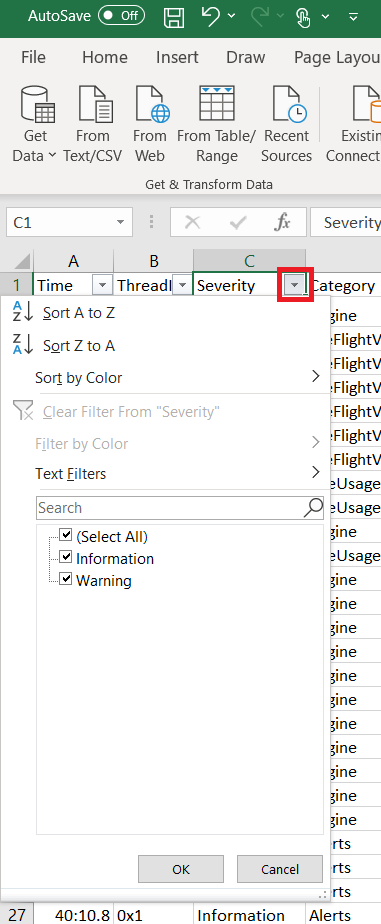 AutoSave Off
File Home Insert Draw Page Layou
Get Data From Text/CSV From Web From Table/ Range Recent Sources Existin Connect
Get & Transform Data
C1 fx Severity
A B C
1 Time ThreadI Severity Category
Sort A to Z
Sort Z to A
Sort by Color
Clear Filter From "Severity"
Filter by Color
Text Filters
Search
(Select All)
Information
Warning
OK Cancel
gine
eFlightV
eFlightV
eFlightV
eFlightV
eFlightV
eUsage
eUsage
gine
gine
eUsage
gine
gine
gine
gine
gine
gine
gine
gine
gine
gine
gine
erts
erts
erts
27 40:10.8 0x1 Information Alerts